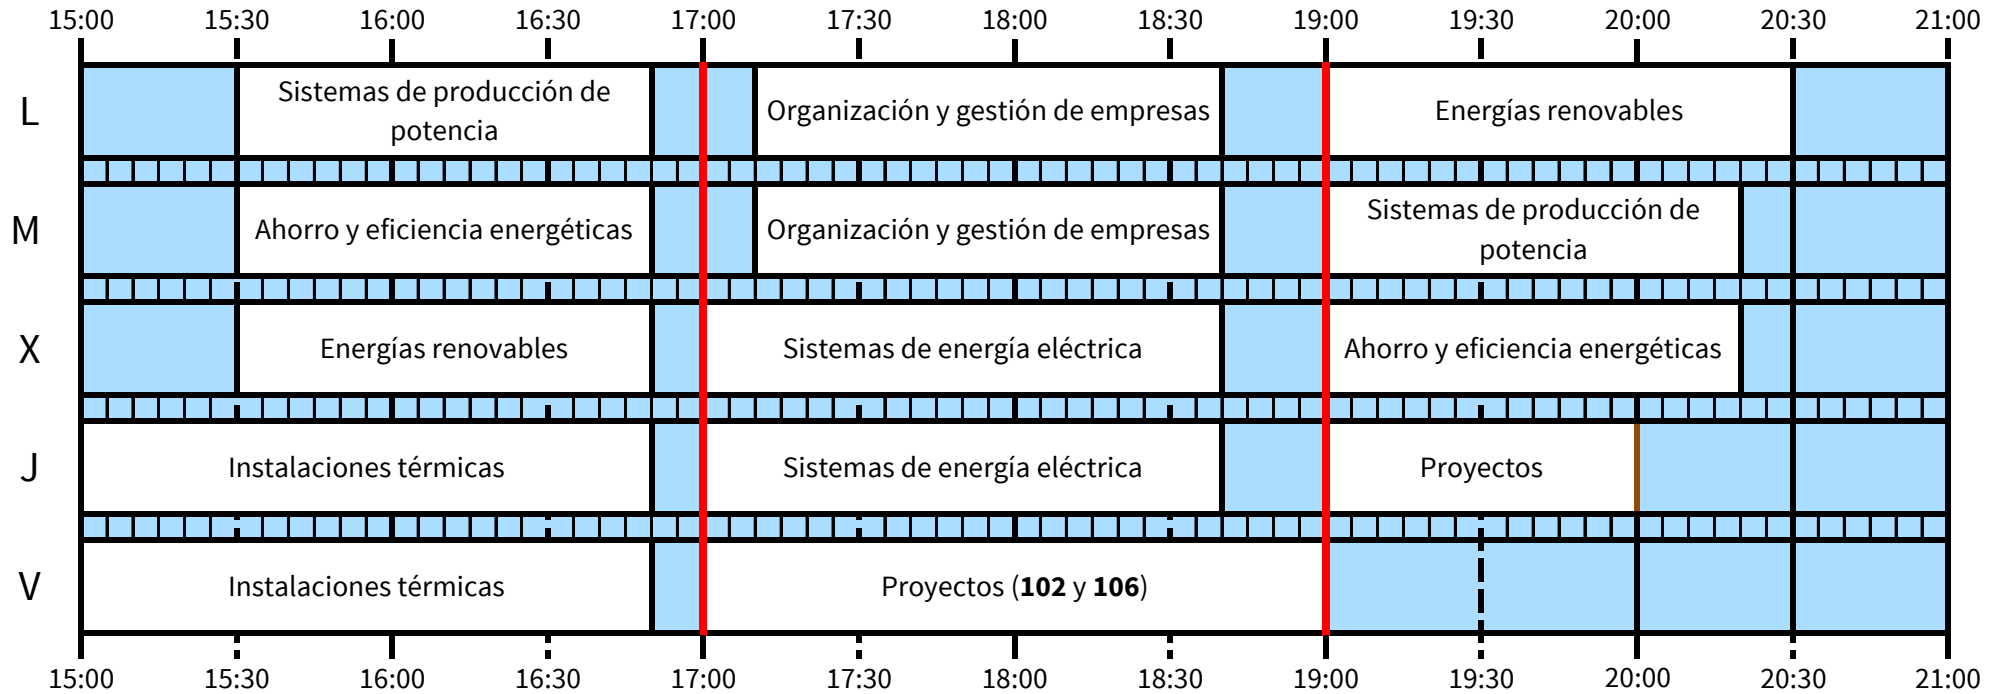 15:00 15:30 16:00 16:30 17:00 17:30 18:00 18:30 19:00 19:30 20:00 20:30 21:00
L
Sistemas de producción de
potencia
Organización y gestión de empresas
Energías renovables
M
Ahorro y eficiencia energéticas
Organización y gestión de empresas
Sistemas de producción de
potencia
X
Energías renovables
Sistemas de energía eléctrica
Ahorro y eficiencia energéticas
J
Instalaciones térmicas
Sistemas de energía eléctrica
Proyectos
V
Instalaciones térmicas
Proyectos (102 y 106)
15:00 15:30 16:00 16:30 17:00 17:30 18:00 18:30 19:00 19:30 20:00 20:30 21:00